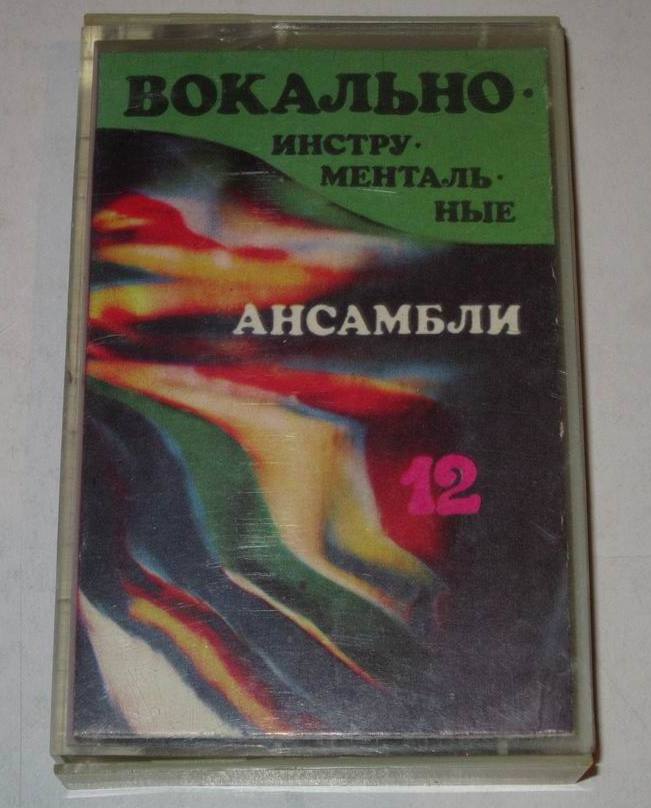 ВОКАЛЬНО·
ИНСТРУ·
МЕНТАЛЬ·
НЫЕ
АНСАМБЛИ
12